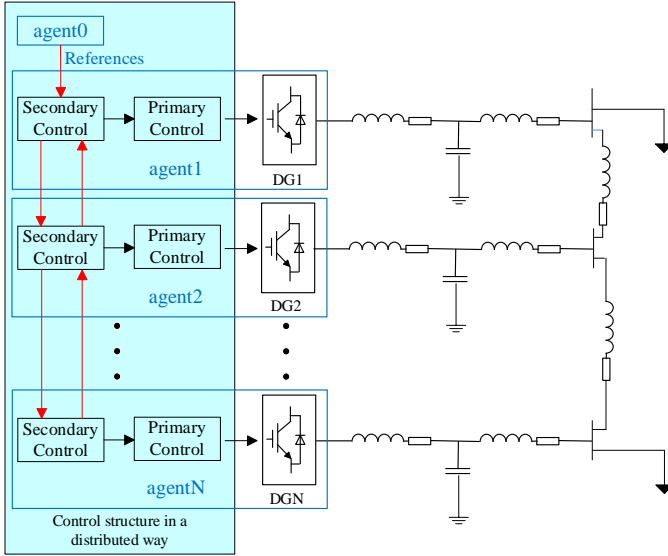 agent0
References
Secondary
Control
Primary
Control
agent1
DG1
Secondary
Control
Primary
Control
agent2
DG2
Secondary
Control
Primary
Control
agentN
DGN
Control structure in a
distributed way